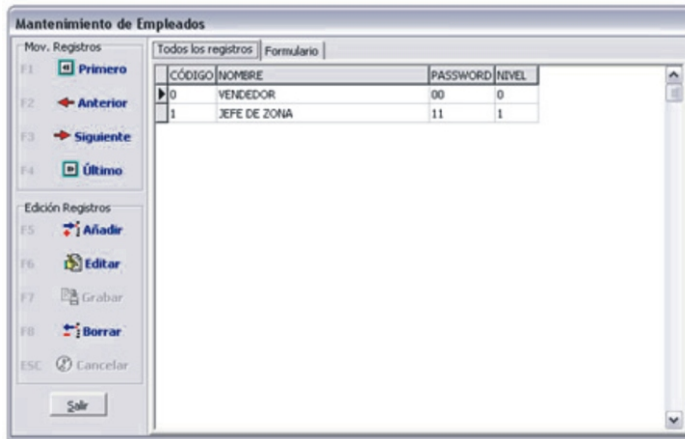 Mantenimiento de Empleados
Mov. Registros
F1 Primero
F2 Anterior
F3 Siguiente
F4 Último
Edición Registros
F5 Añadir
F6 Editar
F7 Grabar
F8 Borrar
ESC Cancelar
Salir
Todos los registros Formulario
CÓDIGO NOMBRE PASSWORD NIVEL
0 VENDEDOR 00 0
1 JEFE DE ZONA 11 1